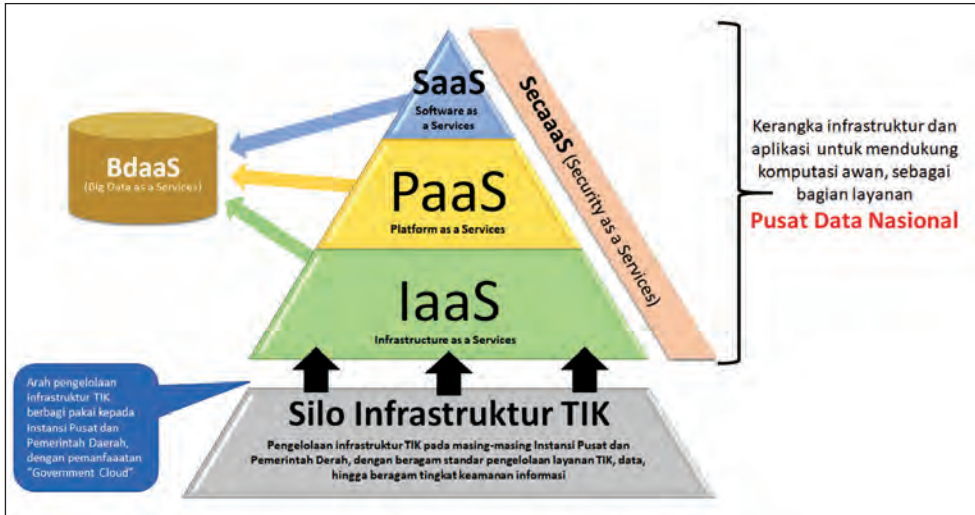 SaaS
Software as
a Services
SecaaaS (Security as a Services)
BdaaS
(Big Data as a Services)
PaaS
Platform as a Services
IaaS
Infrastructure as a Services
Kerangka infrastruktur dan
aplikasi untuk mendukung
komputasi awan, sebagai
bagian layanan
Pusat Data Nasional
Arah pengelolaan
infrastruktur TIK
berbagi pakai kepada
Instansi Pusat dan
Pemerintah Daerah,
dengan pemanfaaatan
"Government Cloud"
Silo Infrastruktur TIK
Pengelolaan infrastruktur TIK pada masing-masing Instansi Pusat dan
Pemerintah Derah, dengan beragam standar pengelolaan layanan TIK, data,
hingga beragam tingkat keamanan informasi